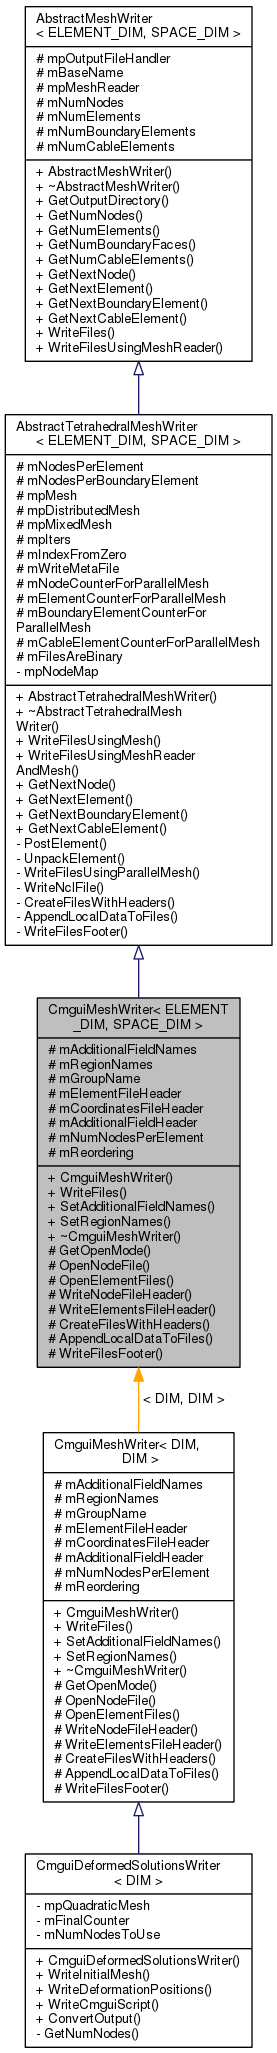 AbstractMeshWriter
< ELEMENT_DIM, SPACE_DIM >
# mpOutputFileHandler
# mBaseName
# mpMeshReader
# mNumNodes
# mNumElements
# mNumBoundaryElements
# mNumCableElements
+ AbstractMeshWriter()
+ ~AbstractMeshWriter()
+ GetOutputDirectory()
+ GetNumNodes()
+ GetNumElements()
+ GetNumBoundaryFaces()
+ GetNumCableElements()
+ GetNextNode()
+ GetNextElement()
+ GetNextBoundaryElement()
+ GetNextCableElement()
+ WriteFiles()
+ WriteFilesUsingMeshReader()
AbstractTetrahedralMeshWriter
< ELEMENT_DIM, SPACE_DIM >
# mNodesPerElement
# mNodesPerBoundaryElement
# mpMesh
# mpDistributedMesh
# mpMixedMesh
# mpIters
# mIndexFromZero
# mWriteMetaFile
# mNodeCounterForParallelMesh
# mElementCounterForParallelMesh
# mBoundaryElementCounterFor
ParallelMesh
# mCableElementCounterForParallelMesh
# mFilesAreBinary
- mpNodeMap
+ AbstractTetrahedralMeshWriter()
+ ~AbstractTetrahedralMesh
Writer()
+ WriteFilesUsingMesh()
+ WriteFilesUsingMeshReader
AndMesh()
+ GetNextNode()
+ GetNextElement()
+ GetNextBoundaryElement()
+ GetNextCableElement()
- PostElement()
- UnpackElement()
- WriteFilesUsingParallelMesh()
- WriteNclFile()
- CreateFilesWithHeaders()
- AppendLocalDataToFiles()
- WriteFilesFooter()
CmguiMeshWriter< ELEMENT
_DIM, SPACE_DIM >
# mAdditionalFieldNames
# mRegionNames
# mGroupName
# mElementFileHeader
# mCoordinatesFileHeader
# mAdditionalFieldHeader
# mNumNodesPerElement
# mReordering
+ CmguiMeshWriter()
+ WriteFiles()
+ SetAdditionalFieldNames()
+ SetRegionNames()
+ ~CmguiMeshWriter()
# GetOpenMode()
# OpenNodeFile()
# OpenElementFiles()
# WriteNodeFileHeader()
# WriteElementsFileHeader()
# CreateFilesWithHeaders()
# AppendLocalDataToFiles()
# WriteFilesFooter()
< DIM, DIM >
CmguiMeshWriter< DIM,
DIM >
# mAdditionalFieldNames
# mRegionNames
# mGroupName
# mElementFileHeader
# mCoordinatesFileHeader
# mAdditionalFieldHeader
# mNumNodesPerElement
# mReordering
+ CmguiMeshWriter()
+ WriteFiles()
+ SetAdditionalFieldNames()
+ SetRegionNames()
+ ~CmguiMeshWriter()
# GetOpenMode()
# OpenNodeFile()
# OpenElementFiles()
# WriteNodeFileHeader()
# WriteElementsFileHeader()
# CreateFilesWithHeaders()
# AppendLocalDataToFiles()
# WriteFilesFooter()
CmguiDeformedSolutionsWriter
< DIM >
- mpQuadraticMesh
- mFinalCounter
- mNumNodesToUse
+ CmguiDeformedSolutionsWriter()
+ WriteInitialMesh()
+ WriteDeformationPositions()
+ WriteCmguiScript()
+ ConvertOutput()
- GetNumNodes()